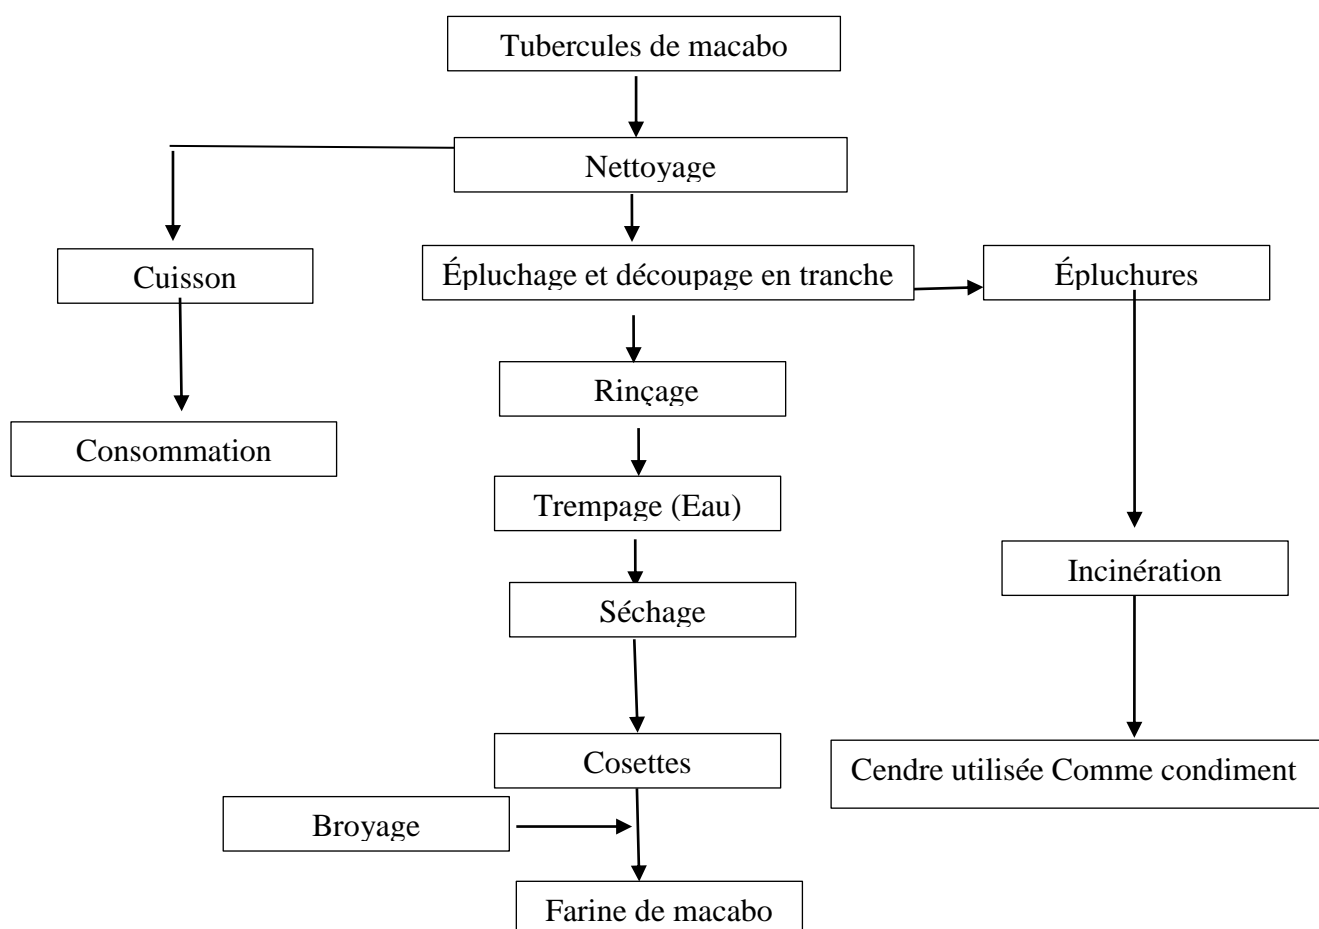 Tubercules de macabo
Nettoyage
Cuisson
Épluchage et découpage en tranche
Épluchures
Rinçage
Consommation
Trempage (Eau)
Incinération
Séchage
Cosettes
Cendre utilisée Comme condiment
Broyage
Farine de macabo